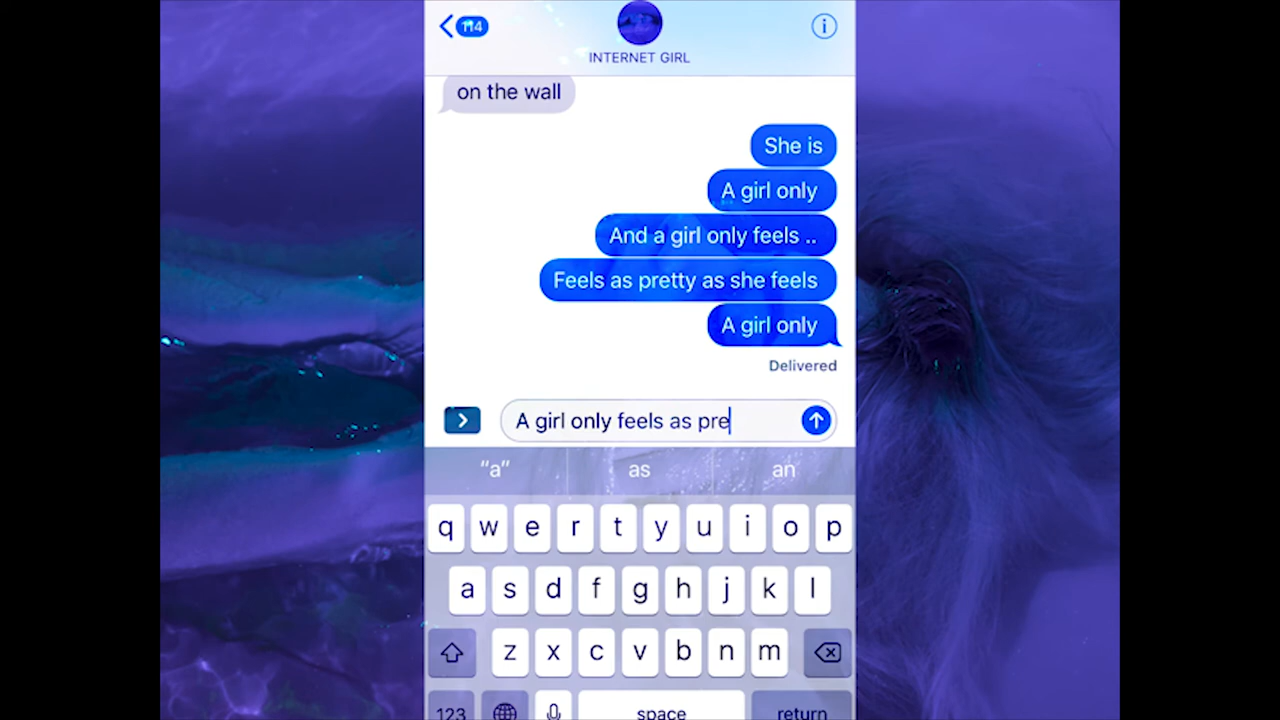 114
INTERNET GIRL
on the wall
She is
A girl only
And a girl only feels ..
Feels as pretty as she feels
A girl only
Delivered
A girl only feels as pre
“a” as an
q w e r t y u i o p
a s d f g h j k l
z x c v b n m
123 space return